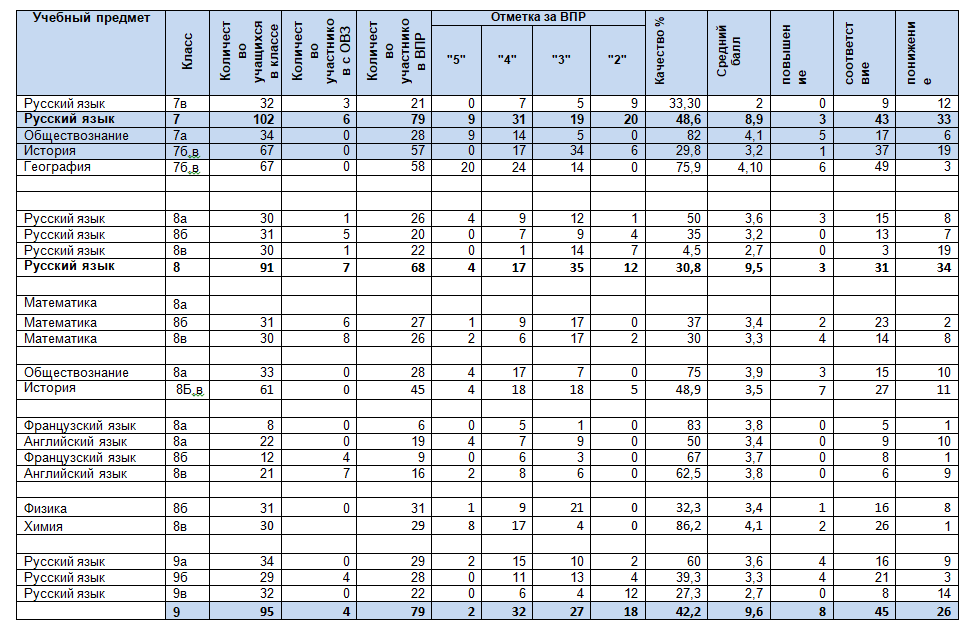 Учебный предмет | Класс | Количест во учащихся в классе | Количест во участнико в с ОВЗ | Количест во участнико в ВПР | Отметка за ВПР | Качество % | Средний балл | повышен ие | соответст вие | понижени е
"5" | "4" | "3" | "2"
Русский язык | 7в | 32 | 3 | 21 | 0 | 7 | 5 | 9 | 33,30 | 2 | 0 | 9 | 12
Русский язык | 7 | 102 | 6 | 79 | 9 | 31 | 19 | 20 | 48,6 | 8,9 | 3 | 43 | 33
Обществознание | 7а | 34 | 0 | 28 | 9 | 14 | 5 | 0 | 82 | 4,1 | 5 | 17 | 6
История | 7б,в | 67 | 0 | 57 | 0 | 17 | 34 | 6 | 29,8 | 3,2 | 1 | 37 | 19
География | 7б,в | 67 | 0 | 58 | 20 | 24 | 14 | 0 | 75,9 | 4,10 | 6 | 49 | 3
Русский язык | 8а | 30 | 1 | 26 | 4 | 9 | 12 | 1 | 50 | 3,6 | 3 | 15 | 8
Русский язык | 8б | 31 | 5 | 20 | 0 | 7 | 9 | 4 | 35 | 3,2 | 0 | 13 | 7
Русский язык | 8в | 30 | 1 | 22 | 0 | 1 | 14 | 7 | 4,5 | 2,7 | 0 | 3 | 19
Русский язык | 8 | 91 | 7 | 68 | 4 | 17 | 35 | 12 | 30,8 | 9,5 | 3 | 31 | 34
Математика | 8а
Математика | 8б | 31 | 6 | 27 | 1 | 9 | 17 | 0 | 37 | 3,4 | 2 | 23 | 2
Математика | 8в | 30 | 8 | 26 | 2 | 6 | 17 | 2 | 30 | 3,3 | 4 | 14 | 8
Обществознание | 8а | 33 | 0 | 28 | 4 | 17 | 7 | 0 | 75 | 3,9 | 3 | 15 | 10
История | 8Б,в | 61 | 0 | 45 | 4 | 18 | 18 | 5 | 48,9 | 3,5 | 7 | 27 | 11
Французский язык | 8а | 8 | 0 | 6 | 0 | 5 | 1 | 0 | 83 | 3,8 | 0 | 5 | 1
Английский язык | 8а | 22 | 0 | 19 | 4 | 7 | 9 | 0 | 50 | 3,4 | 0 | 9 | 10
Французский язык | 8б | 12 | 4 | 9 | 0 | 6 | 3 | 0 | 67 | 3,7 | 0 | 8 | 1
Английский язык | 8в | 21 | 7 | 16 | 2 | 8 | 6 | 0 | 62,5 | 3,8 | 0 | 6 | 9
Физика | 8б | 31 | 0 | 31 | 1 | 9 | 21 | 0 | 32,3 | 3,4 | 1 | 16 | 8
Химия | 8в | 30 | 29 | 8 | 17 | 4 | 0 | 86,2 | 4,1 | 2 | 26 | 1
Русский язык | 9а | 34 | 0 | 29 | 2 | 15 | 10 | 2 | 60 | 3,6 | 4 | 16 | 9
Русский язык | 9б | 29 | 4 | 28 | 0 | 11 | 13 | 4 | 39,3 | 3,3 | 4 | 21 | 3
Русский язык | 9в | 32 | 0 | 22 | 0 | 6 | 4 | 12 | 27,3 | 2,7 | 0 | 8 | 14
9 | 95 | 4 | 79 | 2 | 32 | 27 | 18 | 42,2 | 9,6 | 8 | 45 | 26